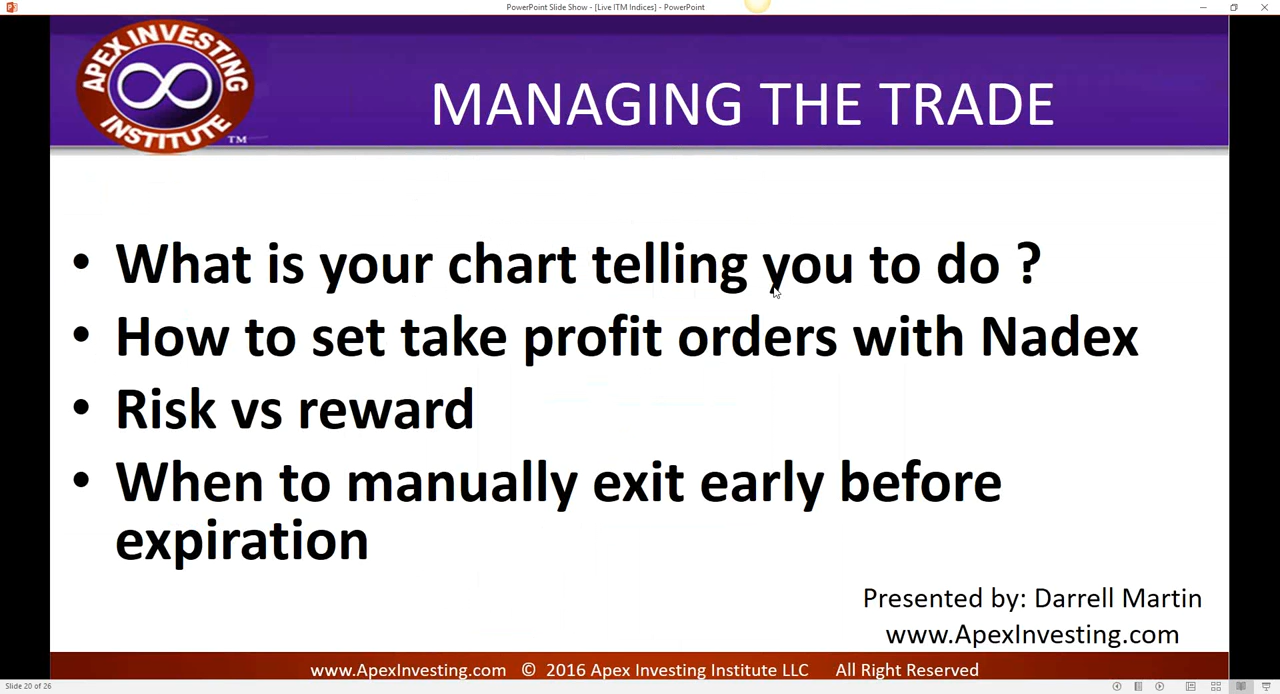 PowerPoint Slide Show - [Live ITM Indices] - PowerPoint
APEX INVESTING
INSTITUTE
TM
MANAGING THE TRADE
• What is your chart telling you to do ?
• How to set take profit orders with Nadex
• Risk vs reward
• When to manually exit early before
expiration
Presented by: Darrell Martin
www.ApexInvesting.com
www.ApexInvesting.com © 2016 Apex Investing Institute LLC All Right Reserved
Slide 20 of 26